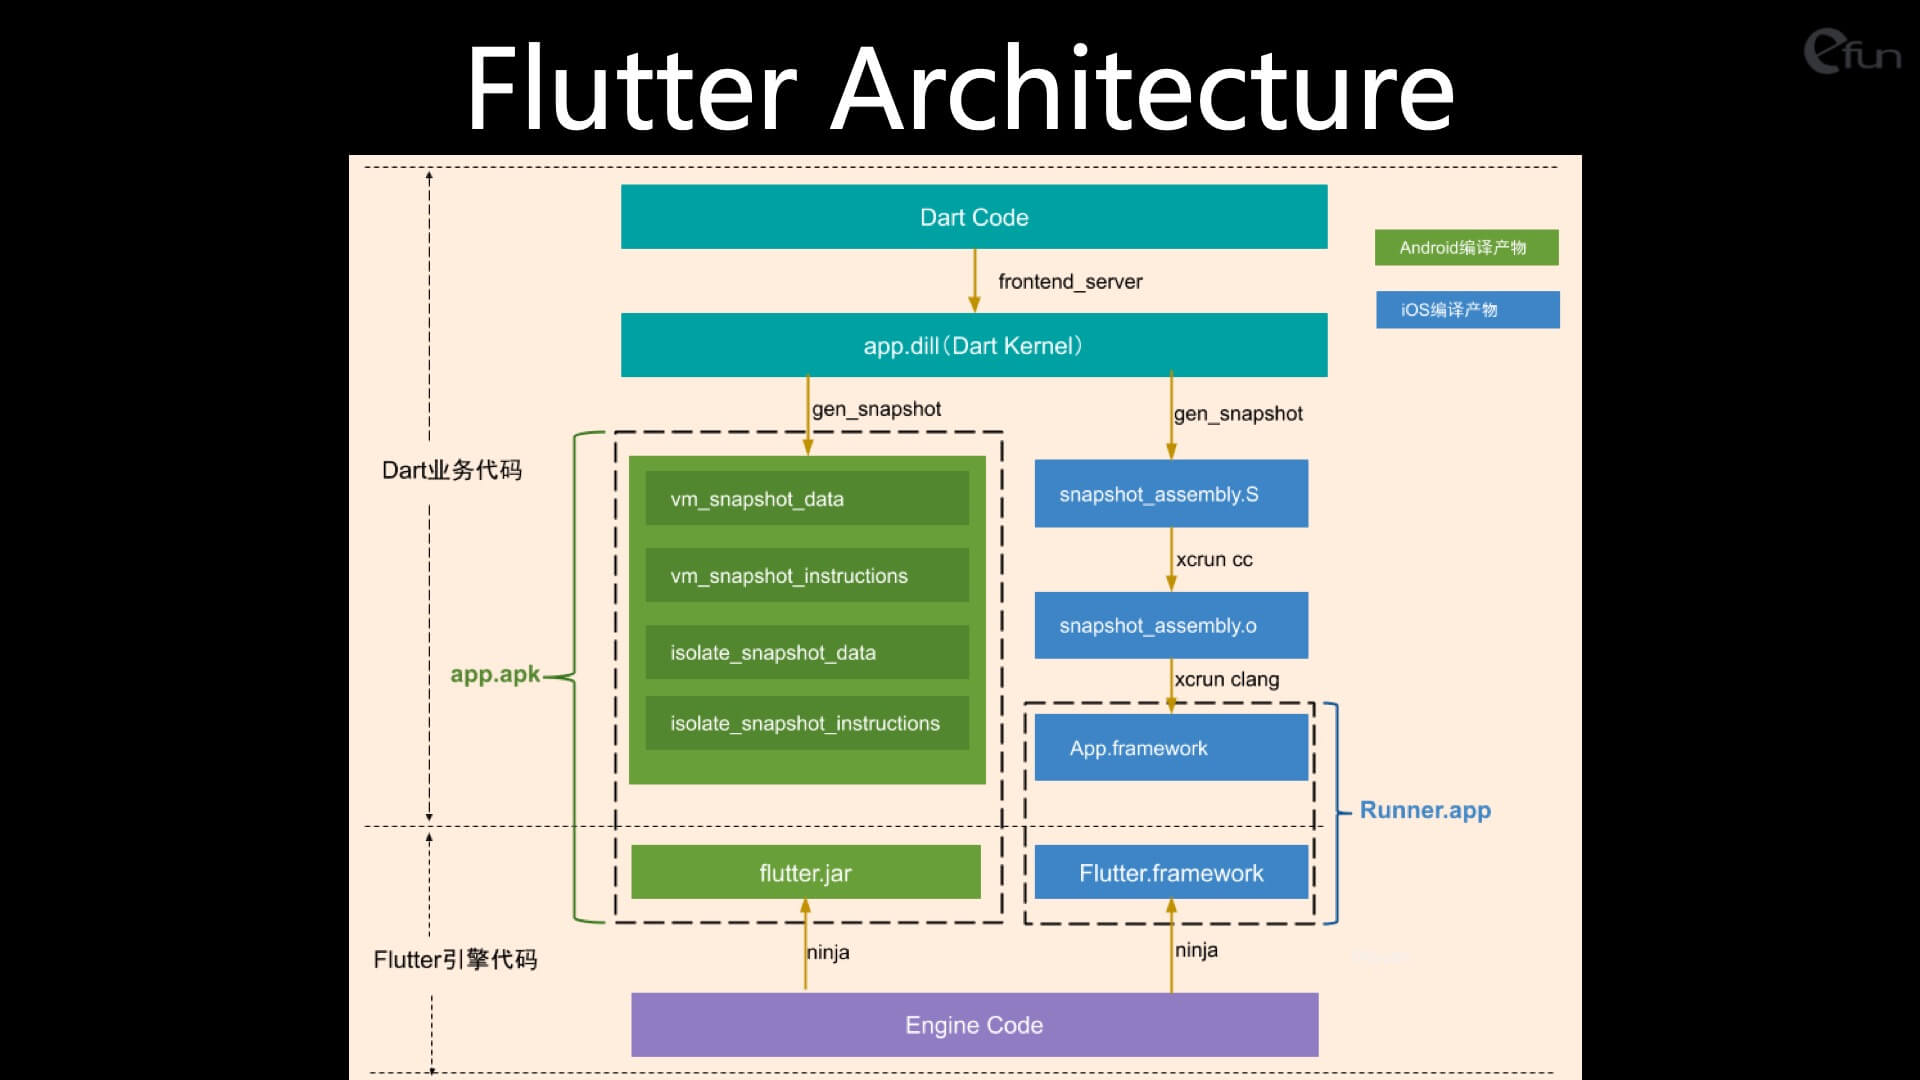 Flutter Architecture
efun
Dart Code
Android编译产物
frontend_server
iOS编译产物
app.dill（Dart Kernel）
gen_snapshot
gen_snapshot
Dart业务代码
vm_snapshot_data
snapshot_assembly.S
xcrun cc
vm_snapshot_instructions
snapshot_assembly.o
isolate_snapshot_data
app.apk
xcrun clang
isolate_snapshot_instructions
App.framework
Runner.app
flutter.jar
Flutter.framework
Flutter引擎代码
ninja
ninja
Engine Code